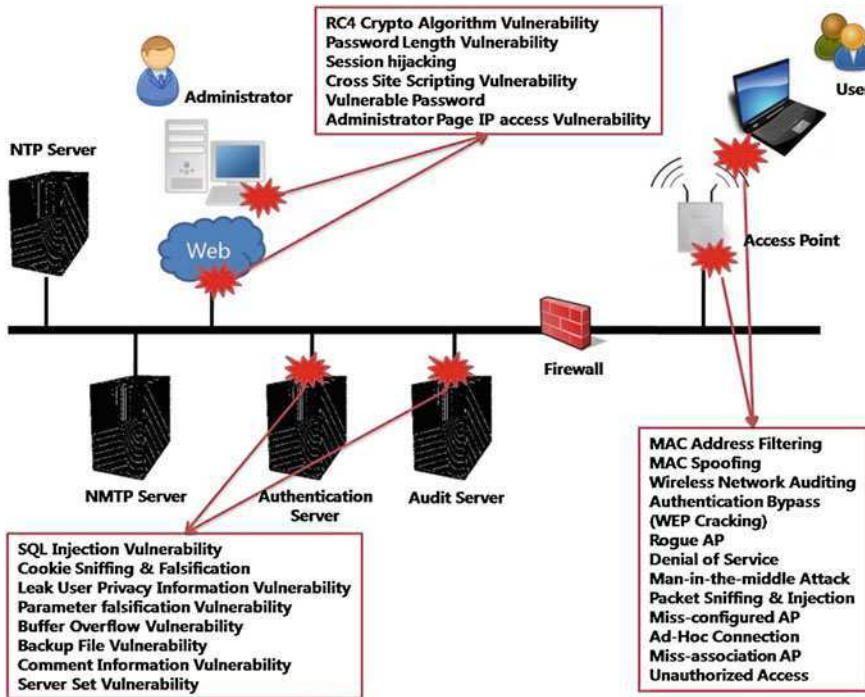 RC4 Crypto Algorithm Vulnerability
Password Length Vulnerability
Session hijacking
Cross Site Scripting Vulnerability
Vulnerable Password
Administrator Page IP access Vulnerability
Administrator
User
NTP Server
Web
Access Point
Firewall
NMTP Server
Authentication
Server
Audit Server
SQL Injection Vulnerability
Cookie Sniffing & Falsification
Leak User Privacy Information Vulnerability
Parameter falsification Vulnerability
Buffer Overflow Vulnerability
Backup File Vulnerability
Comment Information Vulnerability
Server Set Vulnerability
MAC Address Filtering
MAC Spoofing
Wireless Network Auditing
Authentication Bypass
(WEP Cracking)
Rogue AP
Denial of Service
Man-in-the-middle Attack
Packet Sniffing & Injection
Miss-configured AP
Ad-Hoc Connection
Miss-association AP
Unauthorized Access